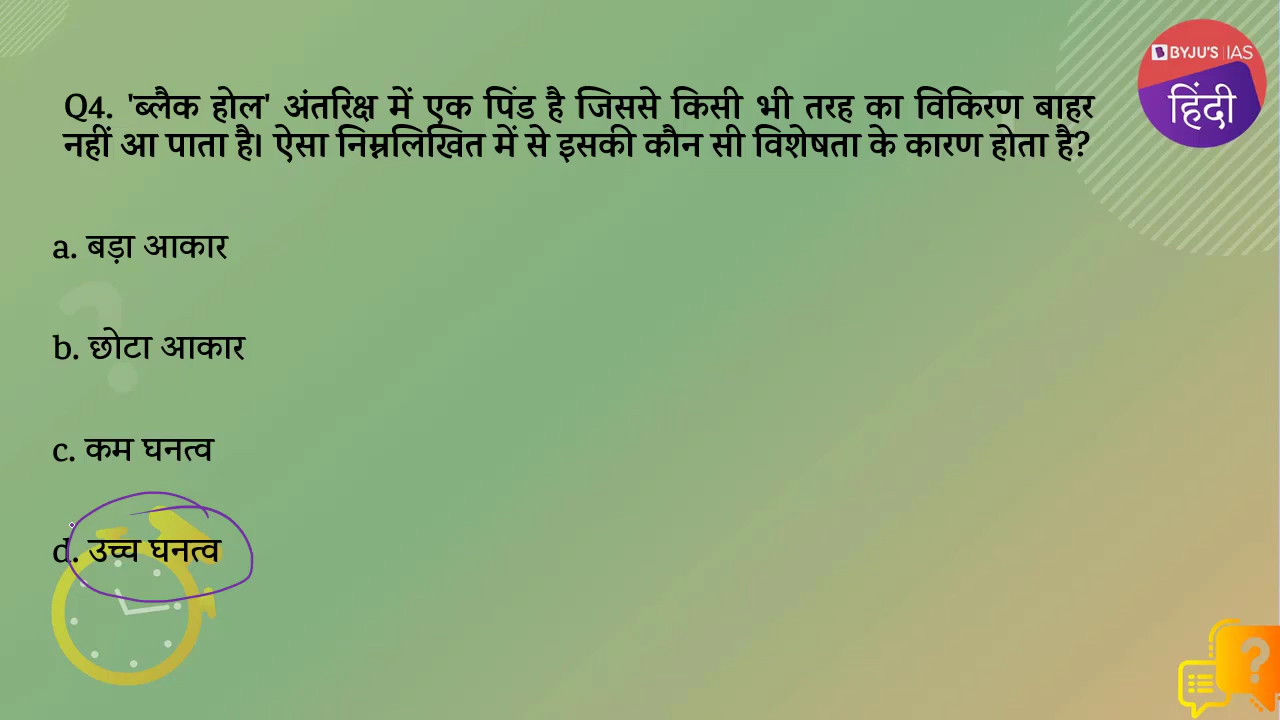 BYJU'S IAS
हिंदी
Q4. 'ब्लैक होल' अंतरिक्ष में एक पिंड है जिससे किसी भी तरह का विकिरण बाहर
नहीं आ पाता है। ऐसा निम्नलिखित में से इसकी कौन सी विशेषता के कारण होता है?
a. बड़ा आकार
b. छोटा आकार
c. कम घनत्व
d. उच्च घनत्व